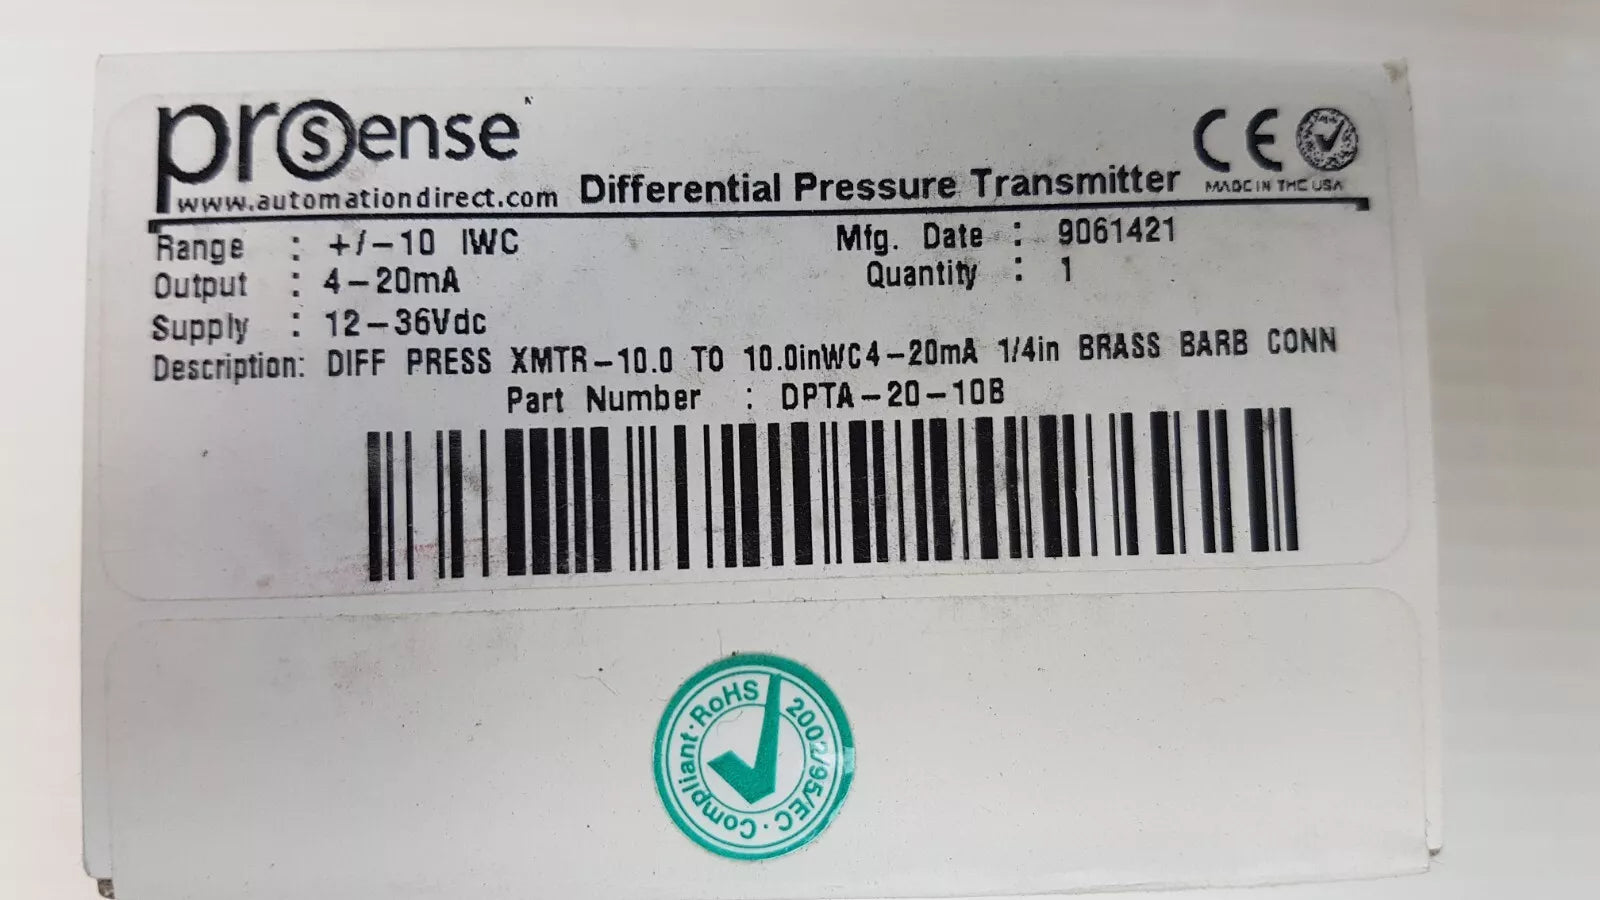 prosense
www.automationdirect.com Differential Pressure Transmitter
CE
MADE IN THE USA
Range : +/-10 IWC
Mfg. Date : 9061421
Output : 4-20mA
Quantity : 1
Supply : 12-36Vdc
Description: DIFF PRESS XMTR-10.0 TO 10.0inWC4-20mA 1/4in BRASS BARB CONN
Part Number : DPTA-20-10B
Compliant · RoHS 2002/95/EC ·